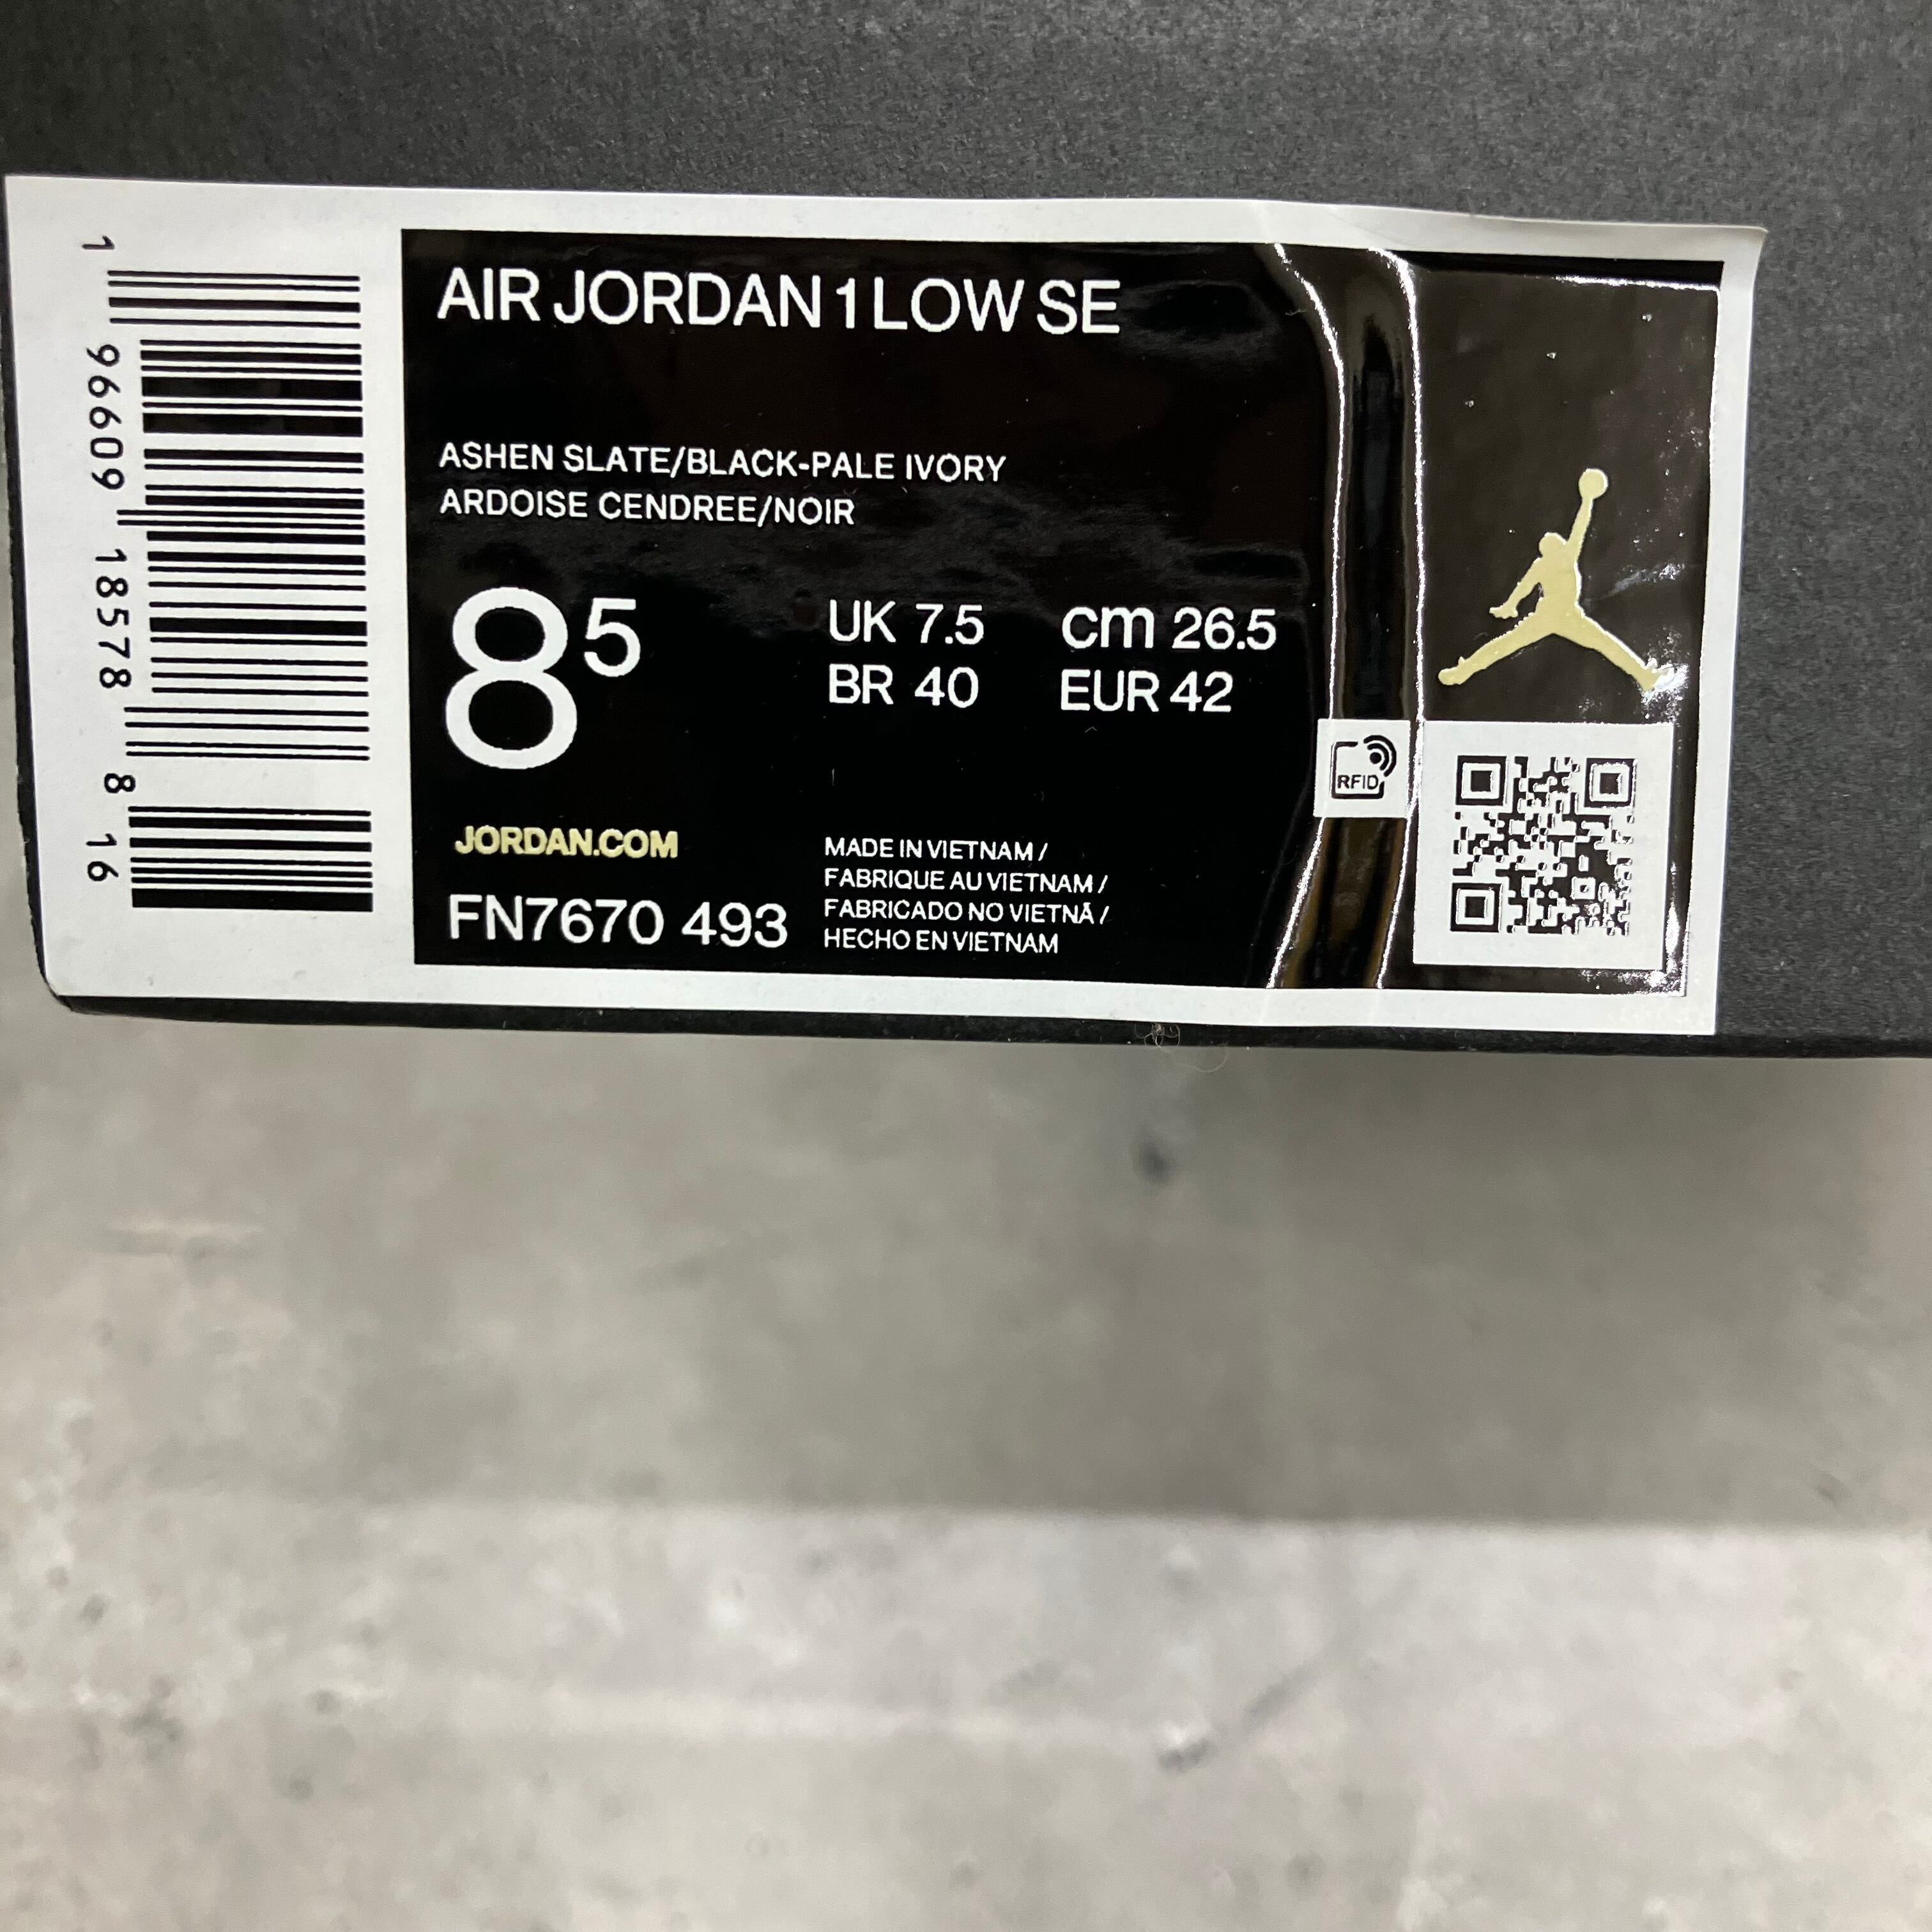 AIR JORDAN 1 LOW SE
ASHEN SLATE/BLACK-PALE IVORY
ARDOISE CENDREE/NOIR
8⁵
UK 7.5 cm 26.5
BR 40 EUR 42
RFID
JORDAN.COM
FN7670 493
MADE IN VIETNAM /
FABRIQUE AU VIETNAM /
FABRICADO NO VIETNÃ /
HECHO EN VIETNAM
1 96609 18578 8 16